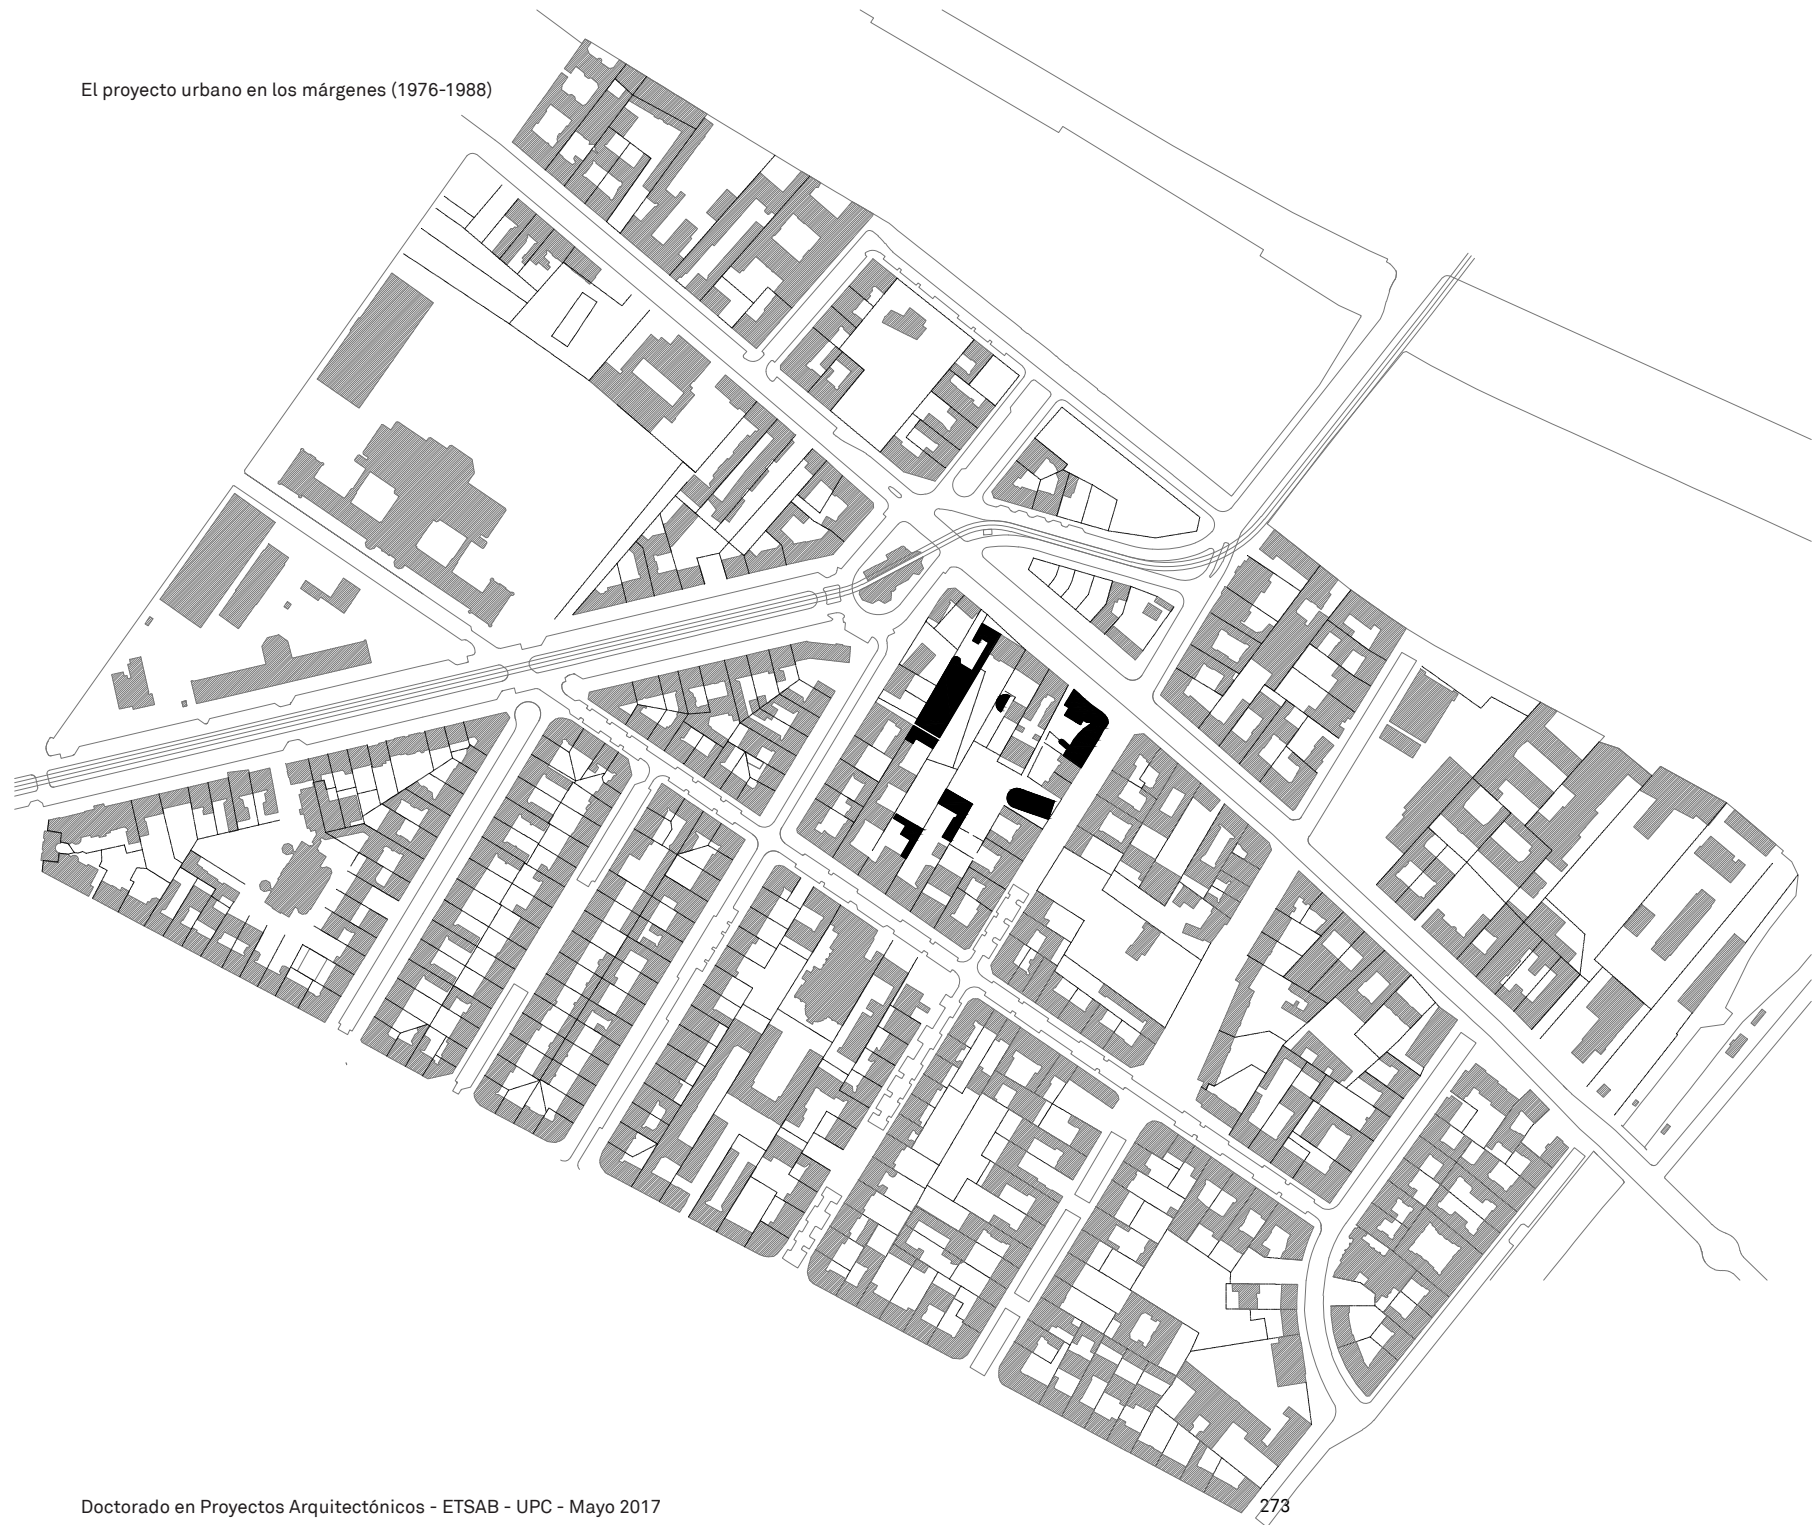 El proyecto urbano en los márgenes (1976-1988)
Doctorado en Proyectos Arquitectónicos - ETSAB - UPC - Mayo 2017
273